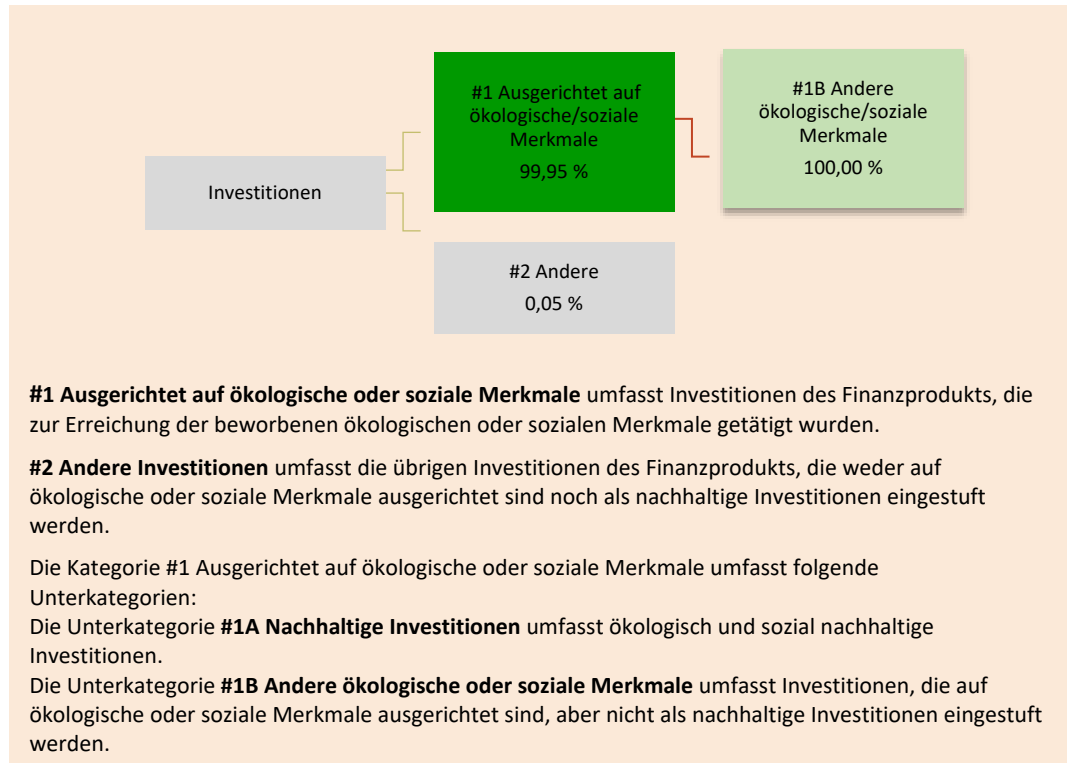 #1 Ausgerichtet auf
ökologische/soziale
Merkmale
99,95 %
#1B Andere
ökologische/soziale
Merkmale
100,00 %
Investitionen
#2 Andere
0,05 %
#1 Ausgerichtet auf ökologische oder soziale Merkmale umfasst Investitionen des Finanzprodukts, die
zur Erreichung der beworbenen ökologischen oder sozialen Merkmale getätigt wurden.
#2 Andere Investitionen umfasst die übrigen Investitionen des Finanzprodukts, die weder auf
ökologische oder soziale Merkmale ausgerichtet sind noch als nachhaltige Investitionen eingestuft
werden.
Die Kategorie #1 Ausgerichtet auf ökologische oder soziale Merkmale umfasst folgende
Unterkategorien:
Die Unterkategorie #1A Nachhaltige Investitionen umfasst ökologisch und sozial nachhaltige
Investitionen.
Die Unterkategorie #1B Andere ökologische oder soziale Merkmale umfasst Investitionen, die auf
ökologische oder soziale Merkmale ausgerichtet sind, aber nicht als nachhaltige Investitionen eingestuft
werden.